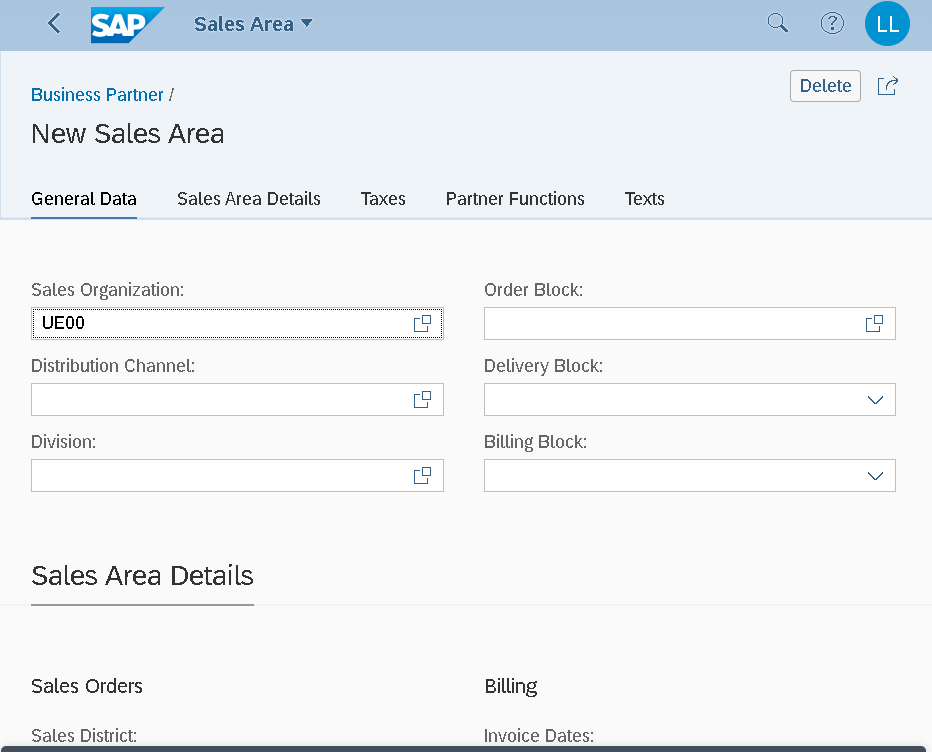 SAP Sales Area LL
Business Partner / Delete
New Sales Area
General Data Sales Area Details Taxes Partner Functions Texts
Sales Organization: Order Block:
UE00
Distribution Channel: Delivery Block:
Division: Billing Block:
Sales Area Details
Sales Orders Billing
Sales District: Invoice Dates: